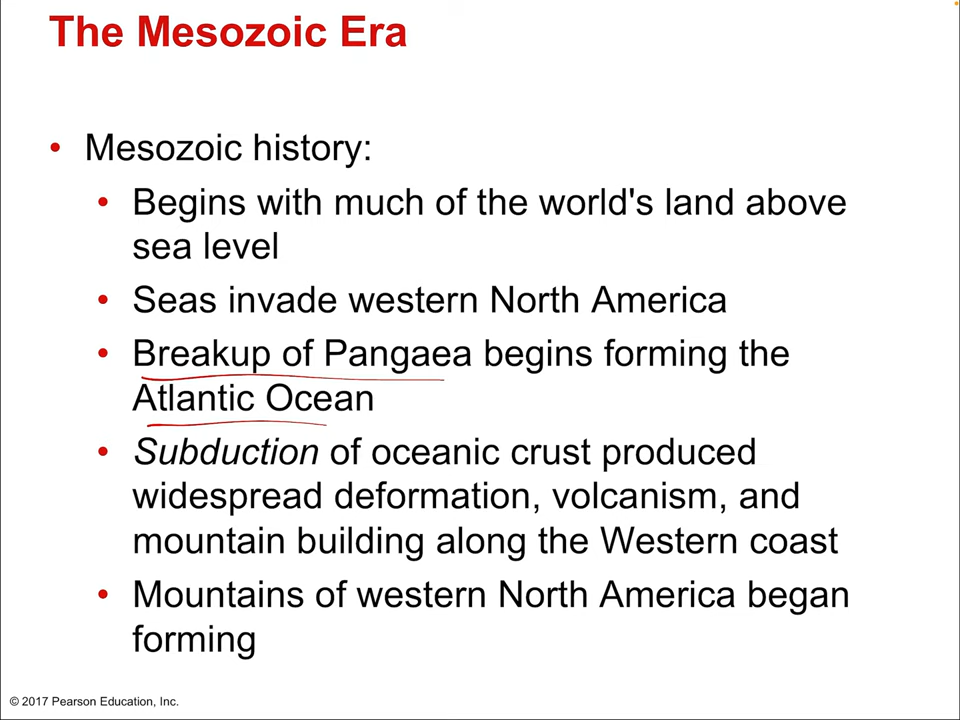 The Mesozoic Era
• Mesozoic history:
• Begins with much of the world's land above
sea level
• Seas invade western North America
• Breakup of Pangaea begins forming the
Atlantic Ocean
• Subduction of oceanic crust produced
widespread deformation, volcanism, and
mountain building along the Western coast
• Mountains of western North America began
forming
© 2017 Pearson Education, Inc.